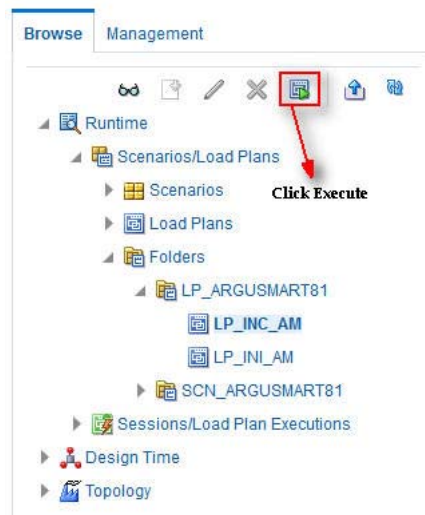 Browse Management
Runtime
Scenarios/Load Plans
Scenarios
Click Execute
Load Plans
Folders
LP_ARGUSMART81
LP_INC_AM
LP_INI_AM
SCN_ARGUSMART81
Sessions/Load Plan Executions
Design Time
Topology